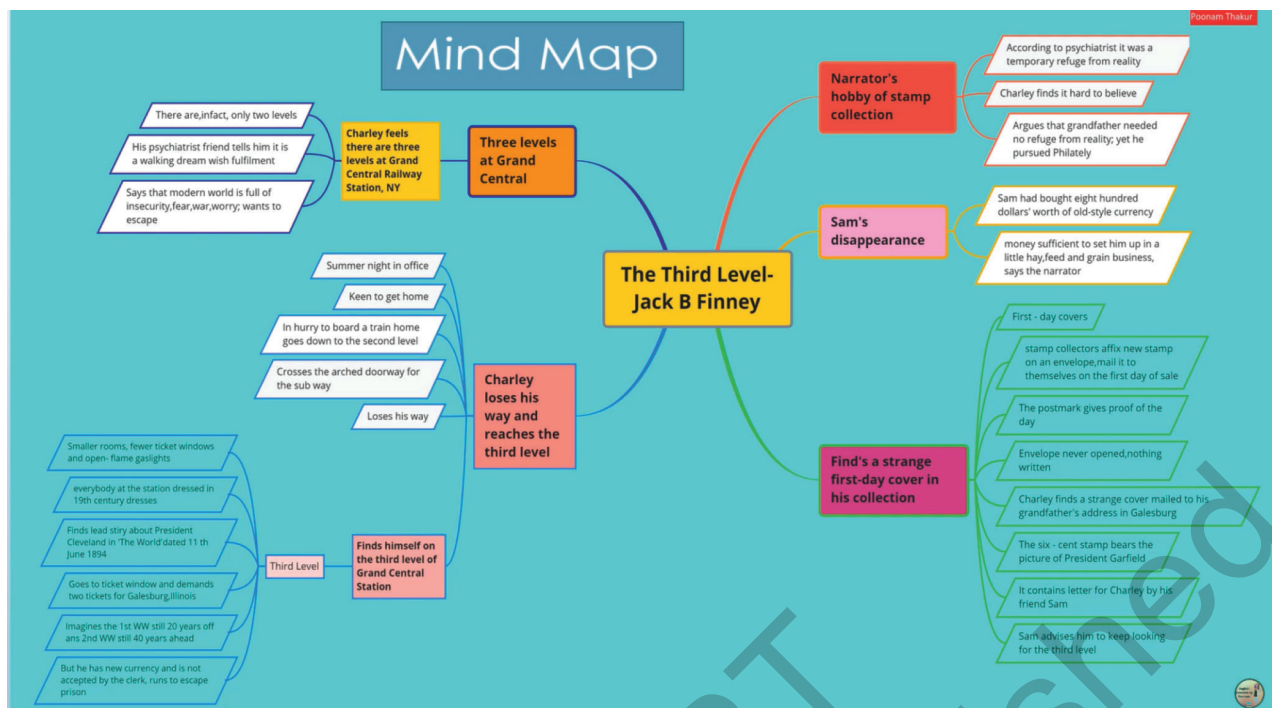 Poonam Thakur
Mind Map
The Third Level-
Jack B Finney
Three levels
at Grand
Central
Charley feels
there are three
levels at Grand
Central Railway
Station, NY
There are,infact, only two levels
His psychiatrist friend tells him it is
a walking dream wish fulfilment
Says that modern world is full of
insecurity,fear,war,worry; wants to
escape
Charley
loses his
way and
reaches the
third level
Summer night in office
Keen to get home
In hurry to board a train home
goes down to the second level
Crosses the arched doorway for
the sub way
Loses his way
Finds himself on
the third level of
Grand Central
Station
Third Level
Smaller rooms, fewer ticket windows
and open- flame gaslights
everybody at the station dressed in
19th century dresses
Finds lead stiry about President
Cleveland in 'The World'dated 11 th
June 1894
Goes to ticket window and demands
two tickets for Galesburg,Illinois
Imagines the 1st WW still 20 years off
ans 2nd WW still 40 years ahead
But he has new currency and is not
accepted by the clerk, runs to escape
prison
Narrator's
hobby of stamp
collection
According to psychiatrist it was a
temporary refuge from reality
Charley finds it hard to believe
Argues that grandfather needed
no refuge from reality; yet he
pursued Philately
Sam's
disappearance
Sam had bought eight hundred
dollars' worth of old-style currency
money sufficient to set him up in a
little hay,feed and grain business,
says the narrator
Find's a strange
first-day cover in
his collection
First - day covers
stamp collectors affix new stamp
on an envelope,mail it to
themselves on the first day of sale
The postmark gives proof of the
day
Envelope never opened,nothing
written
Charley finds a strange cover mailed to his
grandfather's address in Galesburg
The six - cent stamp bears the
picture of President Garfield
It contains letter for Charley by his
friend Sam
Sam advises him to keep looking
for the third level